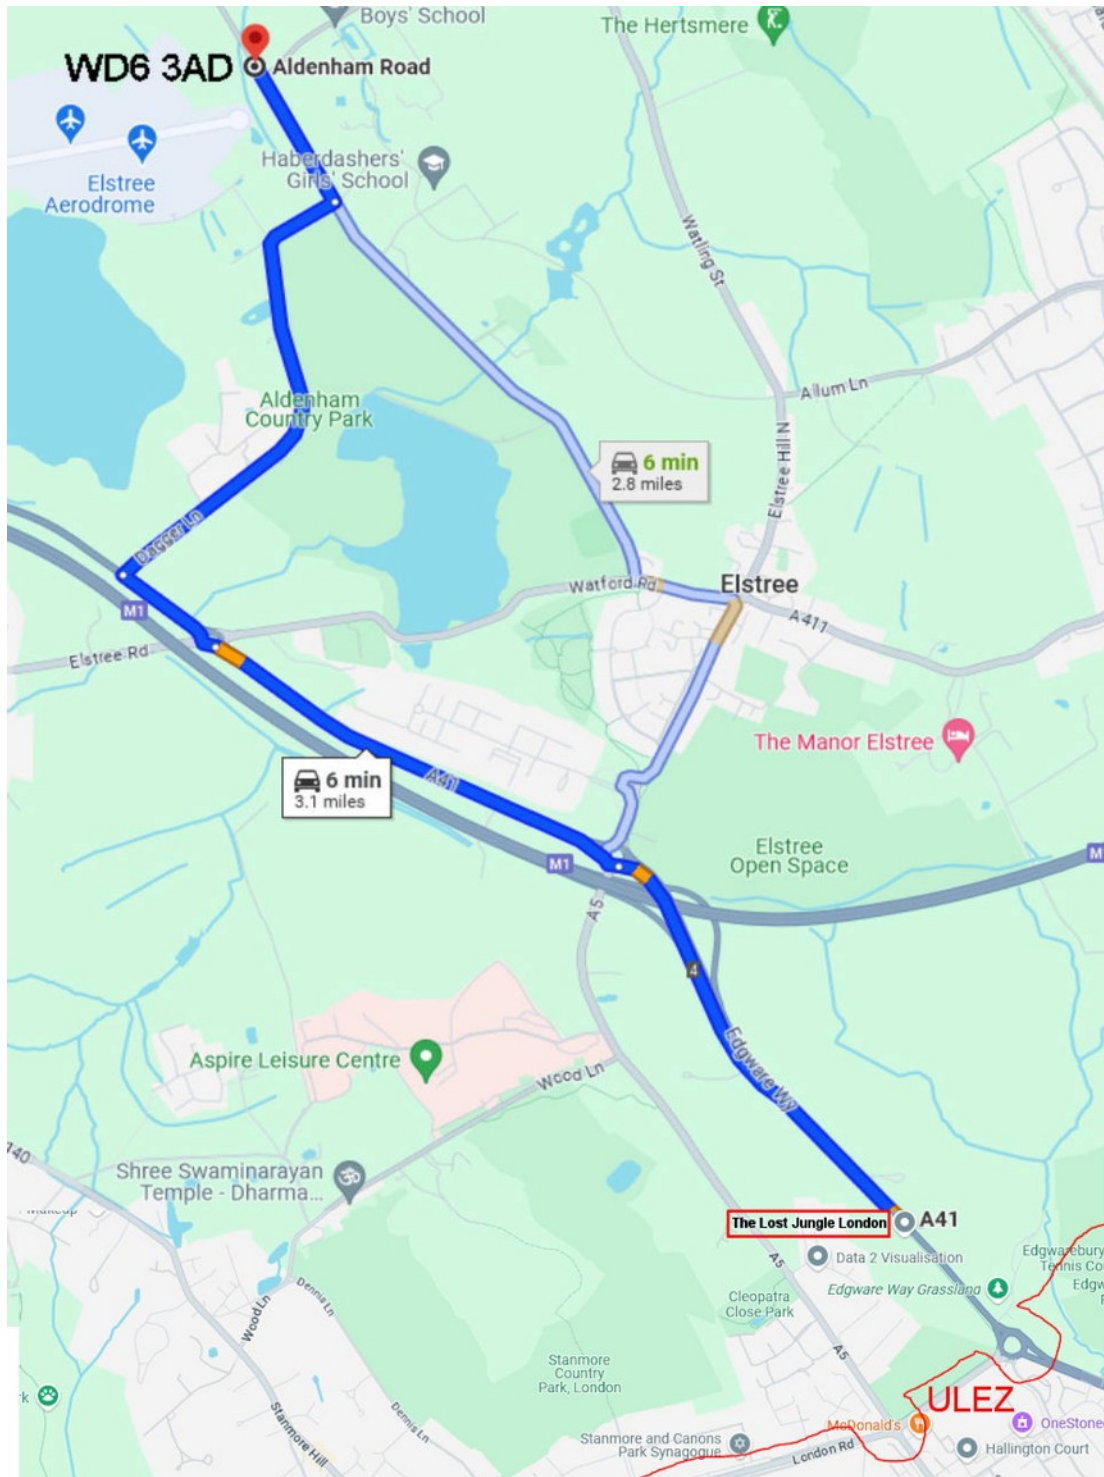 Boys' School
The Hertsmere
WD6 3AD
Aldenham Road
Haberdashers'
Girls' School
Elstree
Aerodrome
Watling St
Allum Ln
Aldenham
Country Park
Elstree Hill N
6 min
2.8 miles
Dagger Ln
Watford Rd
Elstree
M1
A411
Elstree Rd
The Manor Elstree
6 min
3.1 miles
A41
Elstree
Open Space
M1
A5
4
Edgware Wy
Aspire Leisure Centre
Wood Ln
140
Shree Swaminarayan
Temple - Dharma...
The Lost Jungle London
A41
Data 2 Visualisation
A5
Edgware Way Grassland
Edgwarebury
Tennis Co
Edgw
Cleopatra
Close Park
Dennis Ln
Wood Ln
Stanmore
Country
Park, London
A5
ULEZ
McDonald's
OneStone
Stanmore Hill
Dennis Ln
Stanmore and Canons
Park Synagogue
London Rd
Hallington Court